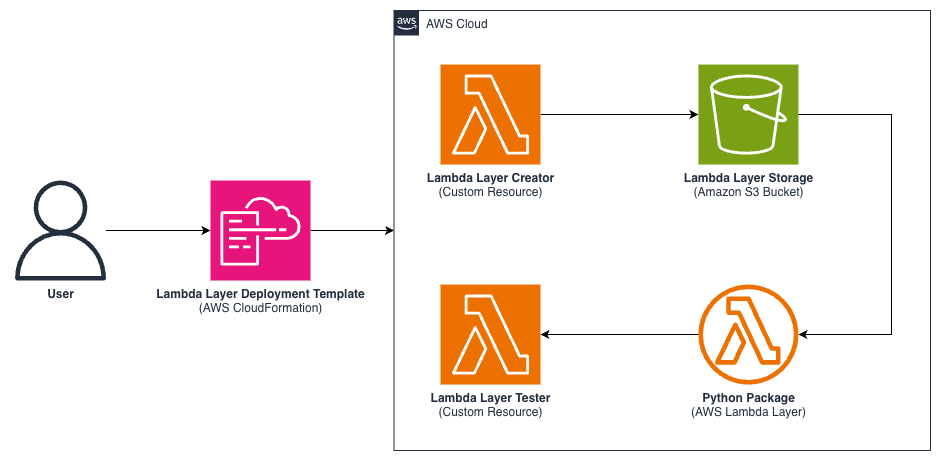 aws
AWS Cloud
Lambda Layer Creator
(Custom Resource)
Lambda Layer Storage
(Amazon S3 Bucket)
User
Lambda Layer Deployment Template
(AWS CloudFormation)
Lambda Layer Tester
(Custom Resource)
Python Package
(AWS Lambda Layer)